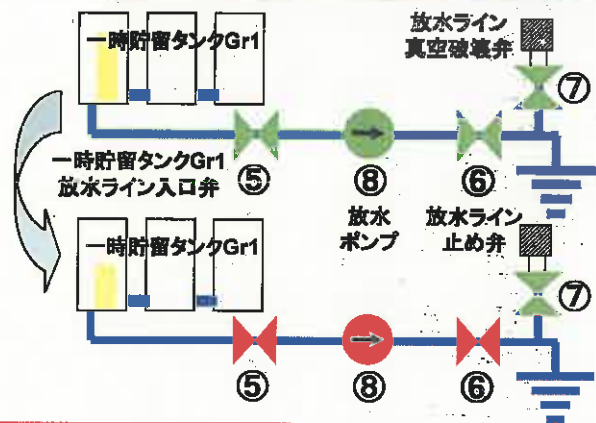 一時貯留タンクGr1
放水ライン
真空破壊弁
⑦
一時貯留タンクGr1
放水ライン入口弁
⑤
⑧
⑥
放水
ポンプ
放水ライン
止め弁
一時貯留タンクGr1
⑦
⑤
⑧
⑥